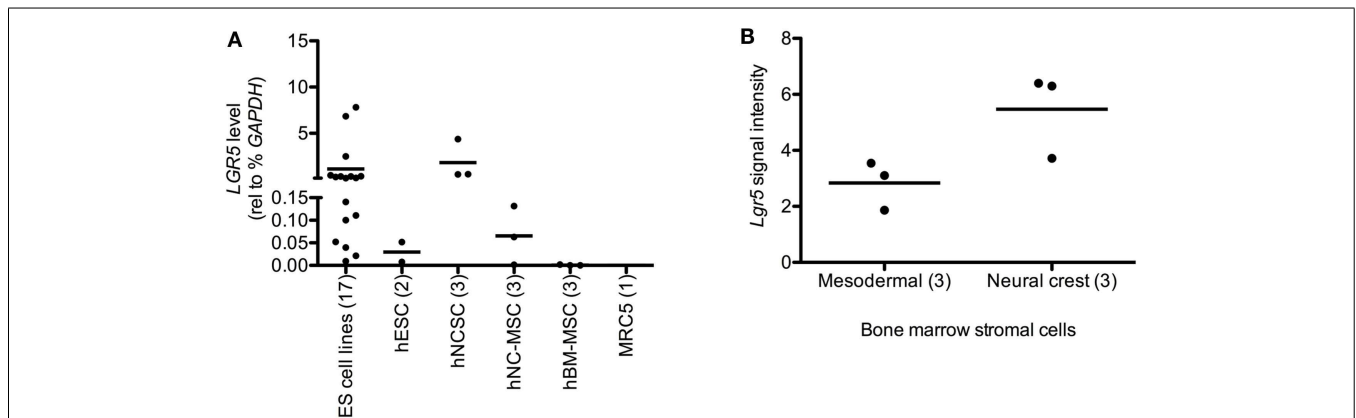 A
LGR5 level
(rel to % GAPDH)
15
10
5
0.15
0.10
0.05
0.00
ES cell lines (17)
hESC (2)
hNCSC (3)
hNC-MSC (3)
hBM-MSC (3)
MRC5 (1)
B
Lgr5 signal intensity
8
6
4
2
0
Mesodermal (3)
Neural crest (3)
Bone marrow stromal cells